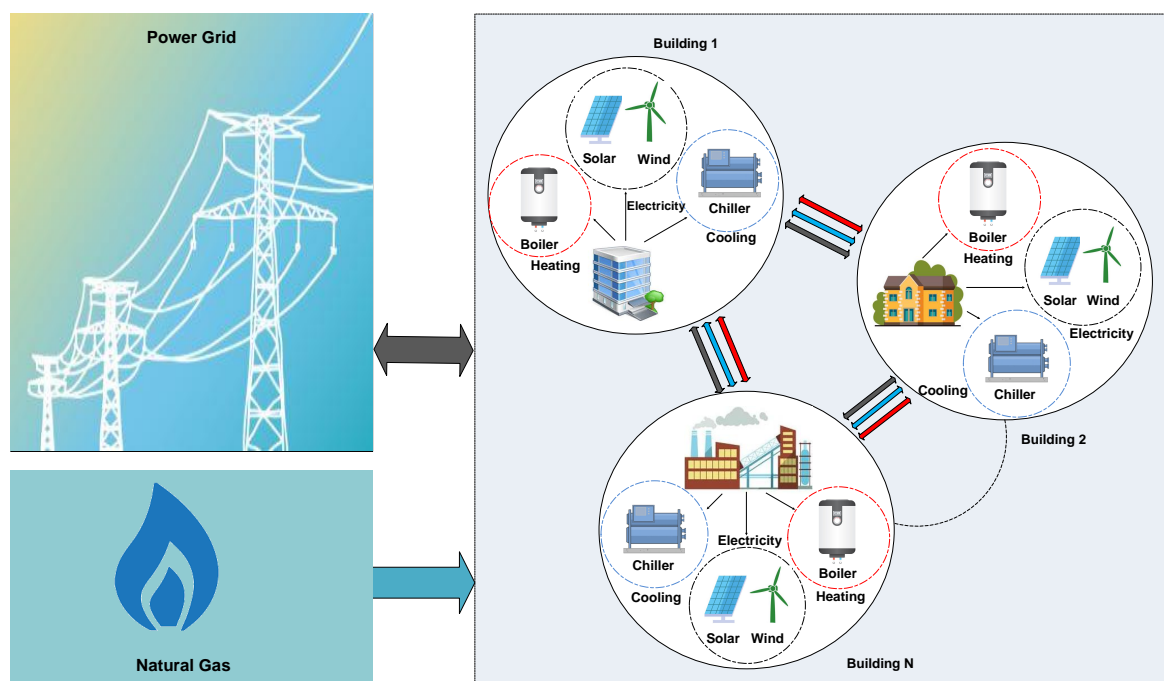 Power Grid
Natural Gas
Building 1
Solar
Wind
Electricity
Boiler
Heating
Chiller
Cooling
Boiler
Heating
Solar
Wind
Electricity
Cooling
Chiller
Building 2
Electricity
Chiller
Cooling
Boiler
Heating
Solar
Wind
Building N